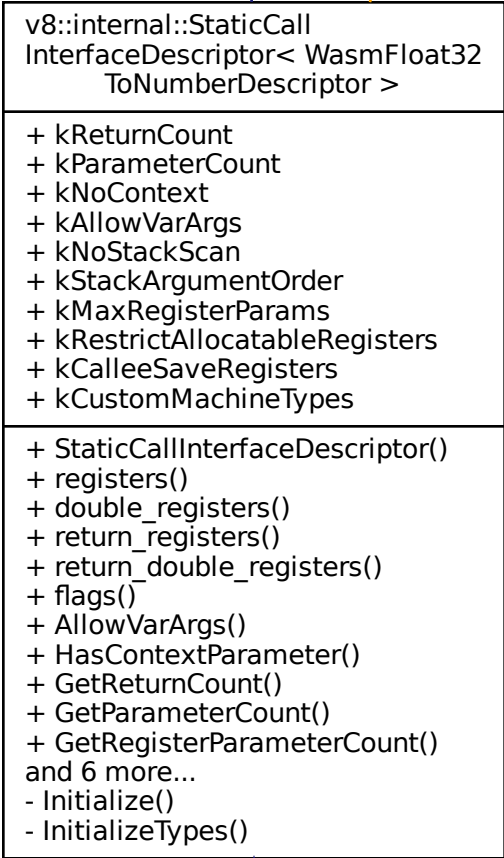 v8::internal::StaticCall
InterfaceDescriptor< WasmFloat32
ToNumberDescriptor >
+ kReturnCount
+ kParameterCount
+ kNoContext
+ kAllowVarArgs
+ kNoStackScan
+ kStackArgumentOrder
+ kMaxRegisterParams
+ kRestrictAllocatableRegisters
+ kCalleeSaveRegisters
+ kCustomMachineTypes
+ StaticCallInterfaceDescriptor()
+ registers()
+ double_registers()
+ return_registers()
+ return_double_registers()
+ flags()
+ AllowVarArgs()
+ HasContextParameter()
+ GetReturnCount()
+ GetParameterCount()
+ GetRegisterParameterCount()
and 6 more...
- Initialize()
- InitializeTypes()